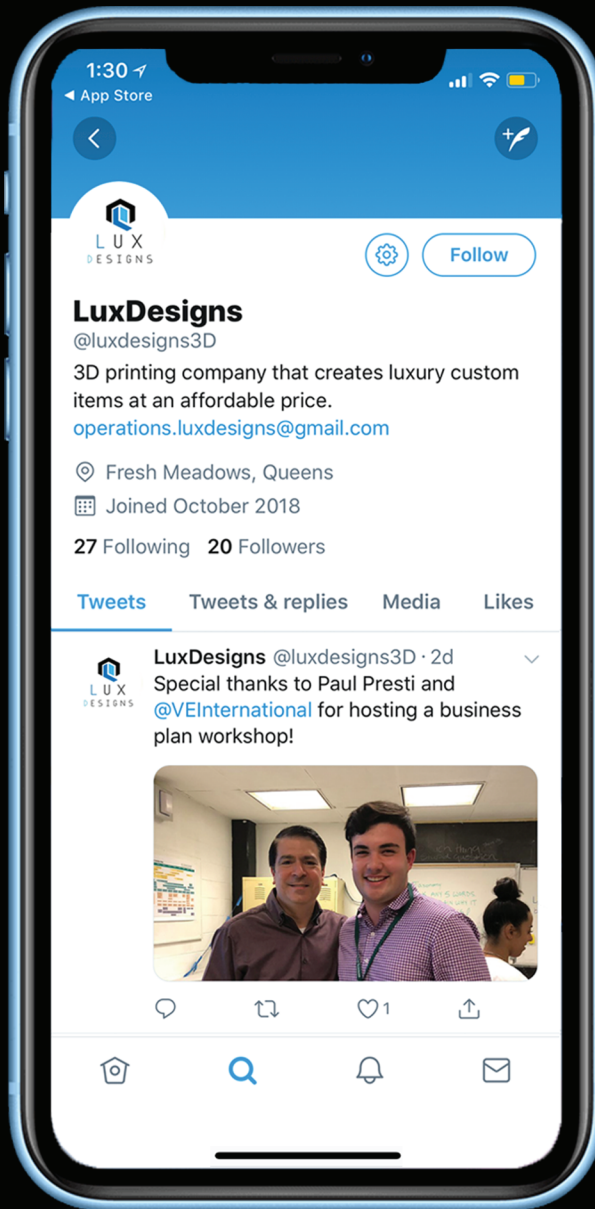 1:30
App Store
LUX
DESIGNS
Follow
LuxDesigns
@luxdesigns3D
3D printing company that creates luxury custom
items at an affordable price.
operations.luxdesigns@gmail.com
Fresh Meadows, Queens
Joined October 2018
27 Following 20 Followers
Tweets Tweets & replies Media Likes
LuxDesigns @luxdesigns3D · 2d
LUX
DESIGNS
Special thanks to Paul Presti and
@VEInternational for hosting a business
plan workshop!
1